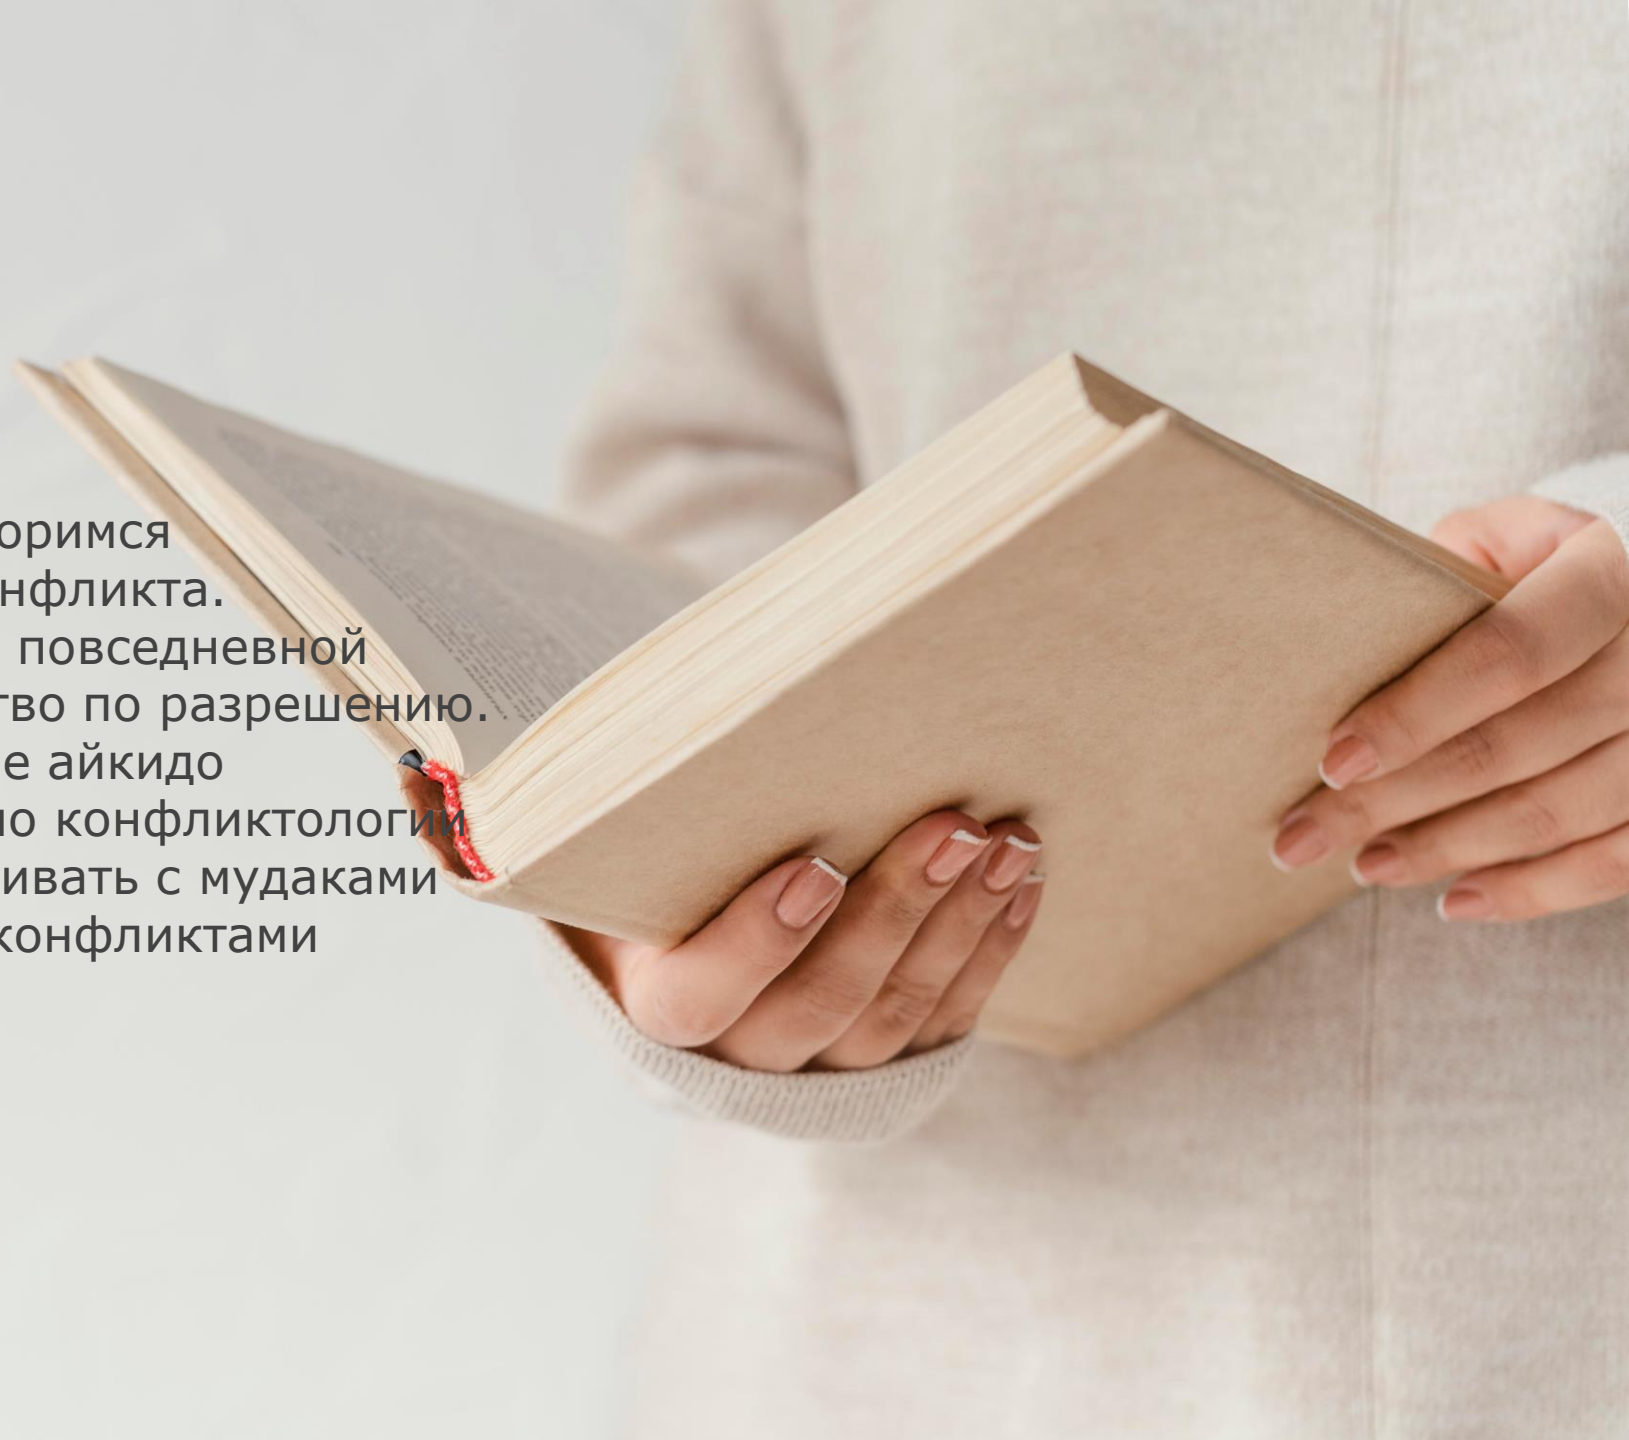 оримся
нфликта.
повседневной
тво по разрешению.
е айкидо
по конфликтологии
ивать с мудаками
конфликтами